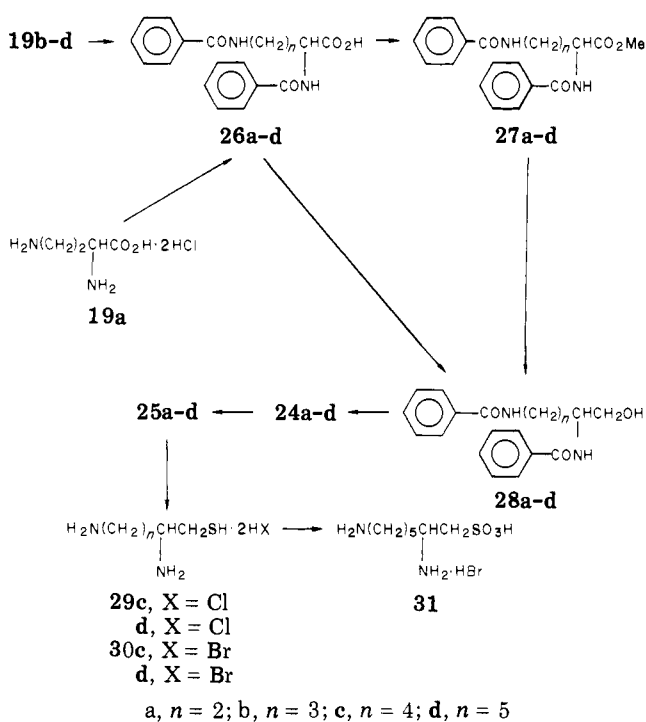 19b-d CONH(CH₂)ₙCHCO₂H CONH(CH₂)ₙCHCO₂Me
CONH CONH
26a-d 27a-d
H₂N(CH₂)₂CHCO₂H·2HCl
NH₂
19a
25a-d 24a-d CONH(CH₂)ₙCHCH₂OH
CONH
28a-d
H₂N(CH₂)ₙCHCH₂SH·2HX H₂N(CH₂)₅CHCH₂SO₃H
NH₂ NH₂·HBr
29c, X = Cl 31
d, X = Cl
30c, X = Br
d, X = Br
a, n = 2; b, n = 3; c, n = 4; d, n = 5